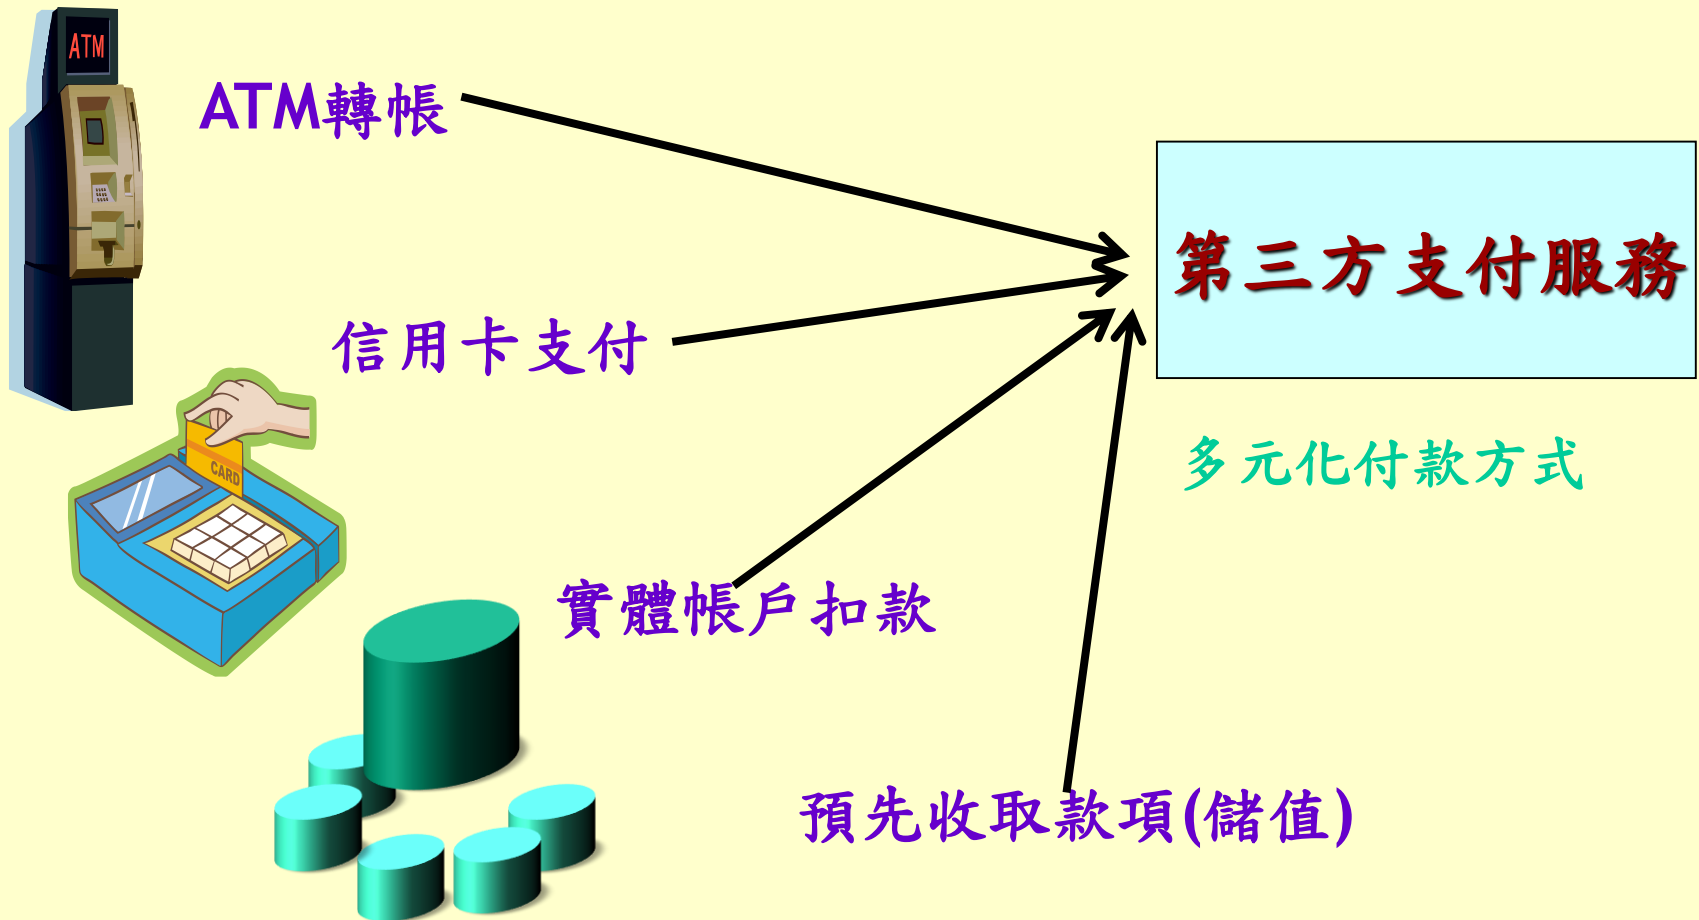 ATM
ATM轉帳
第三方支付服務
信用卡支付
多元化付款方式
CARD
實體帳戶扣款
預先收取款項(儲值)